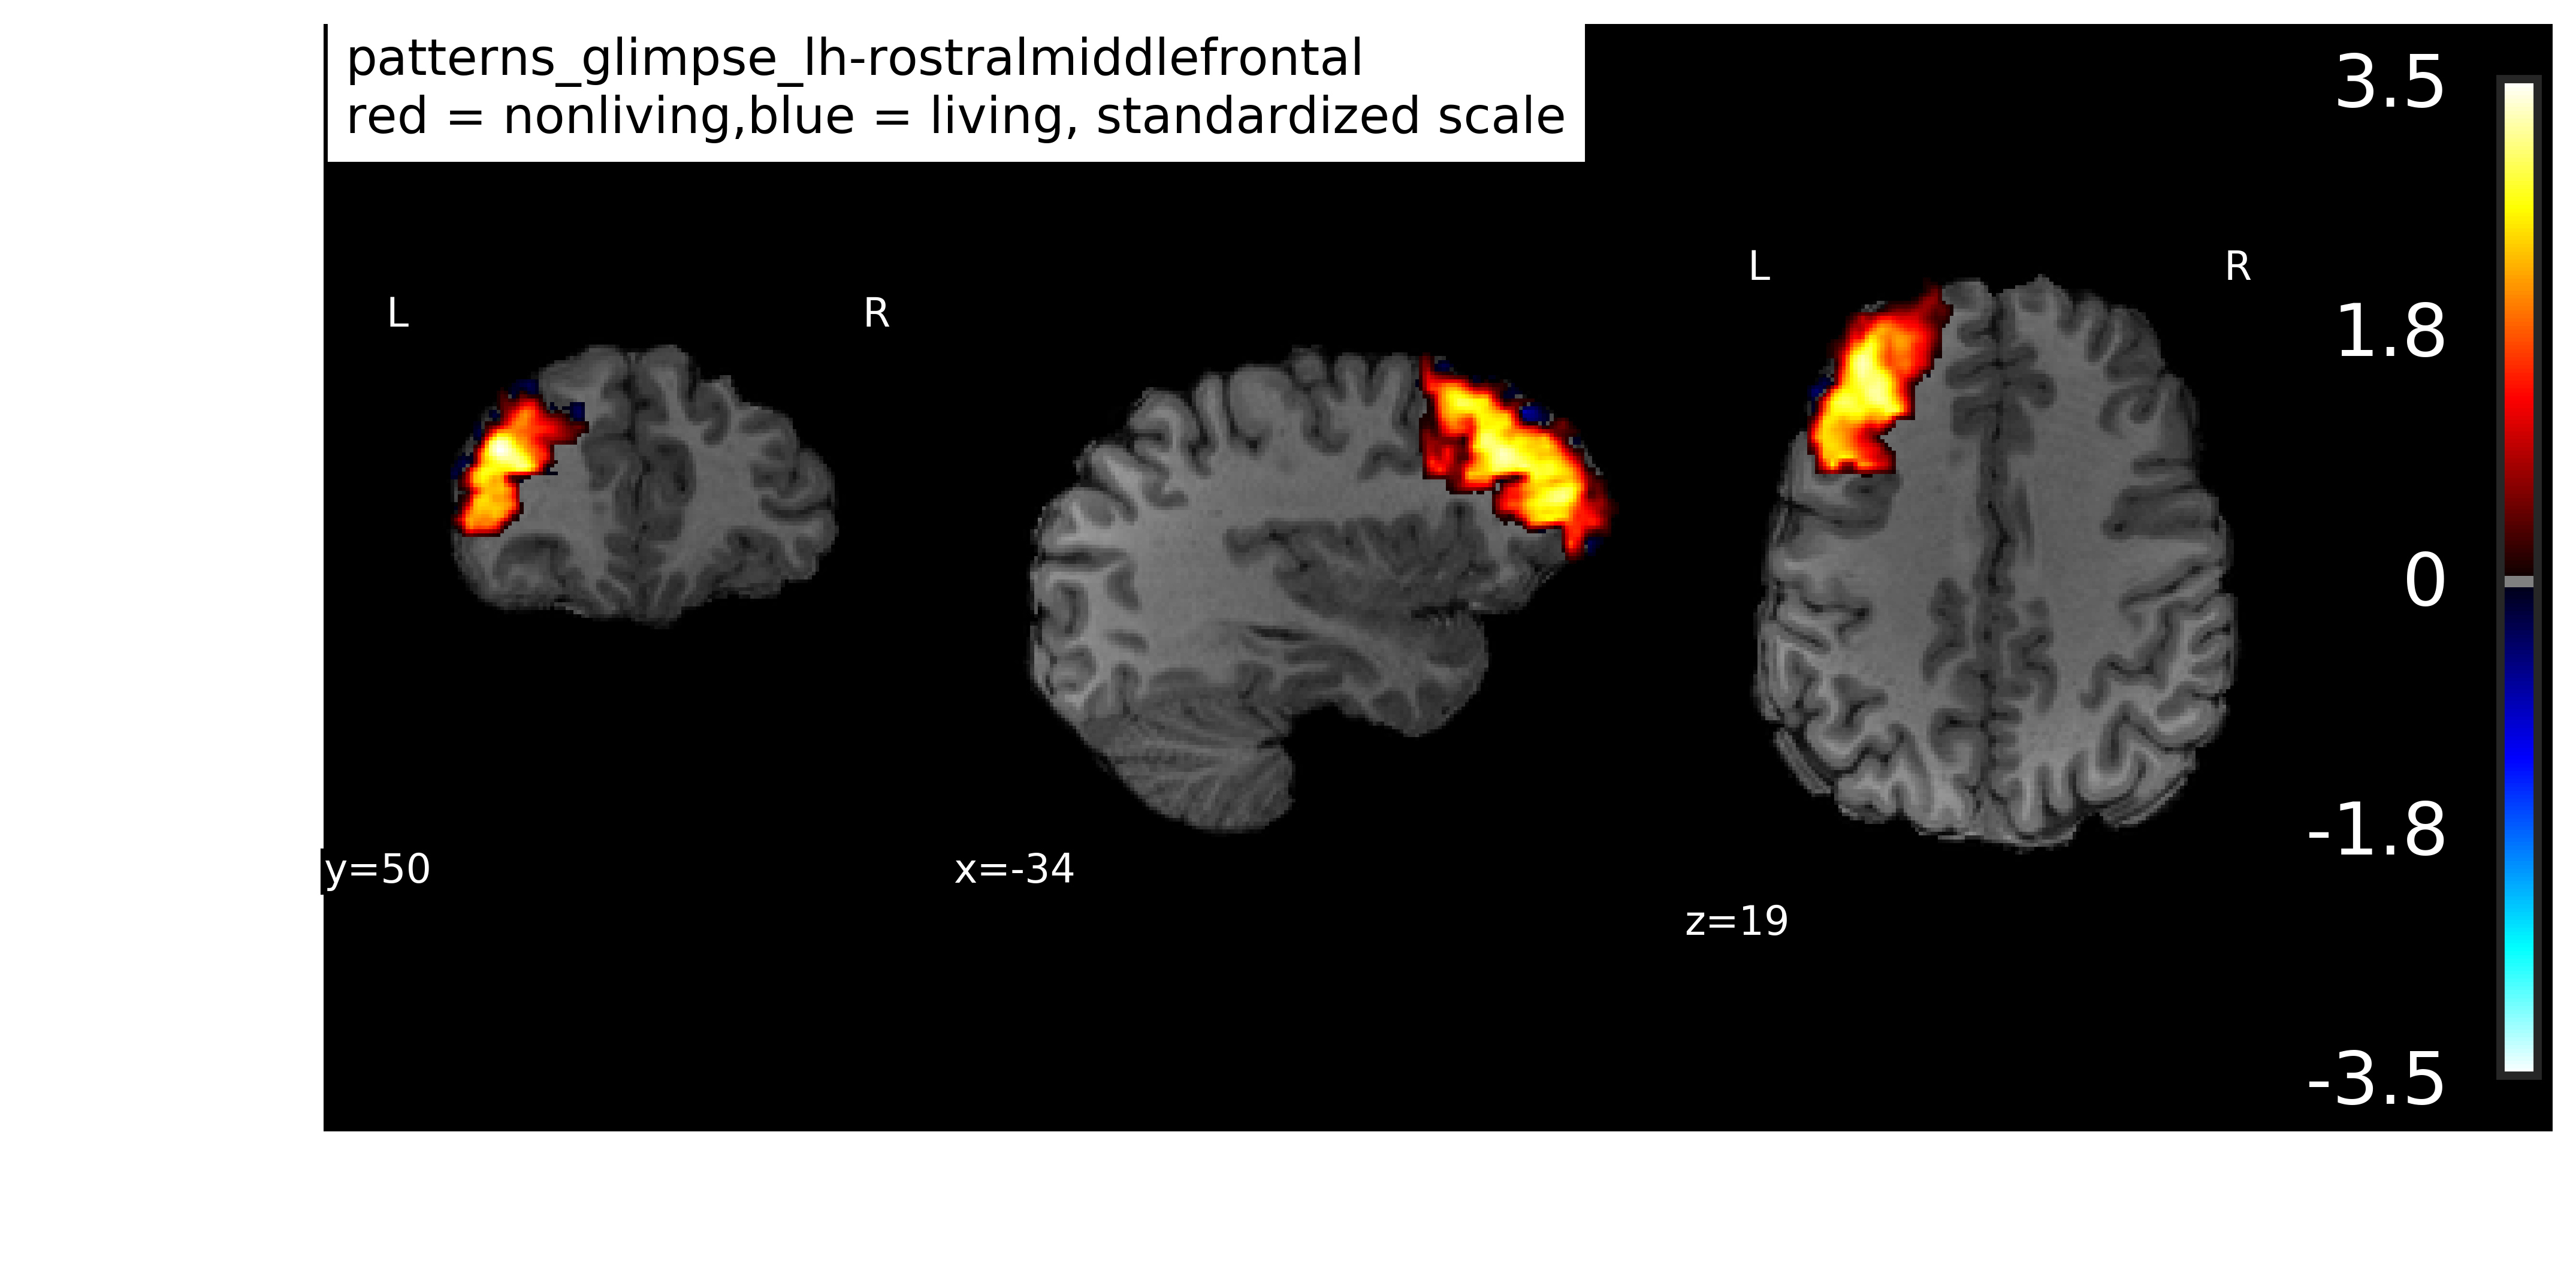 patterns_glimpse_lh-rostralmiddlefrontal
red = nonliving,blue = living, standardized scale
L R
y=50
x=-34
L R
z=19
3.5
1.8
0
-1.8
-3.5